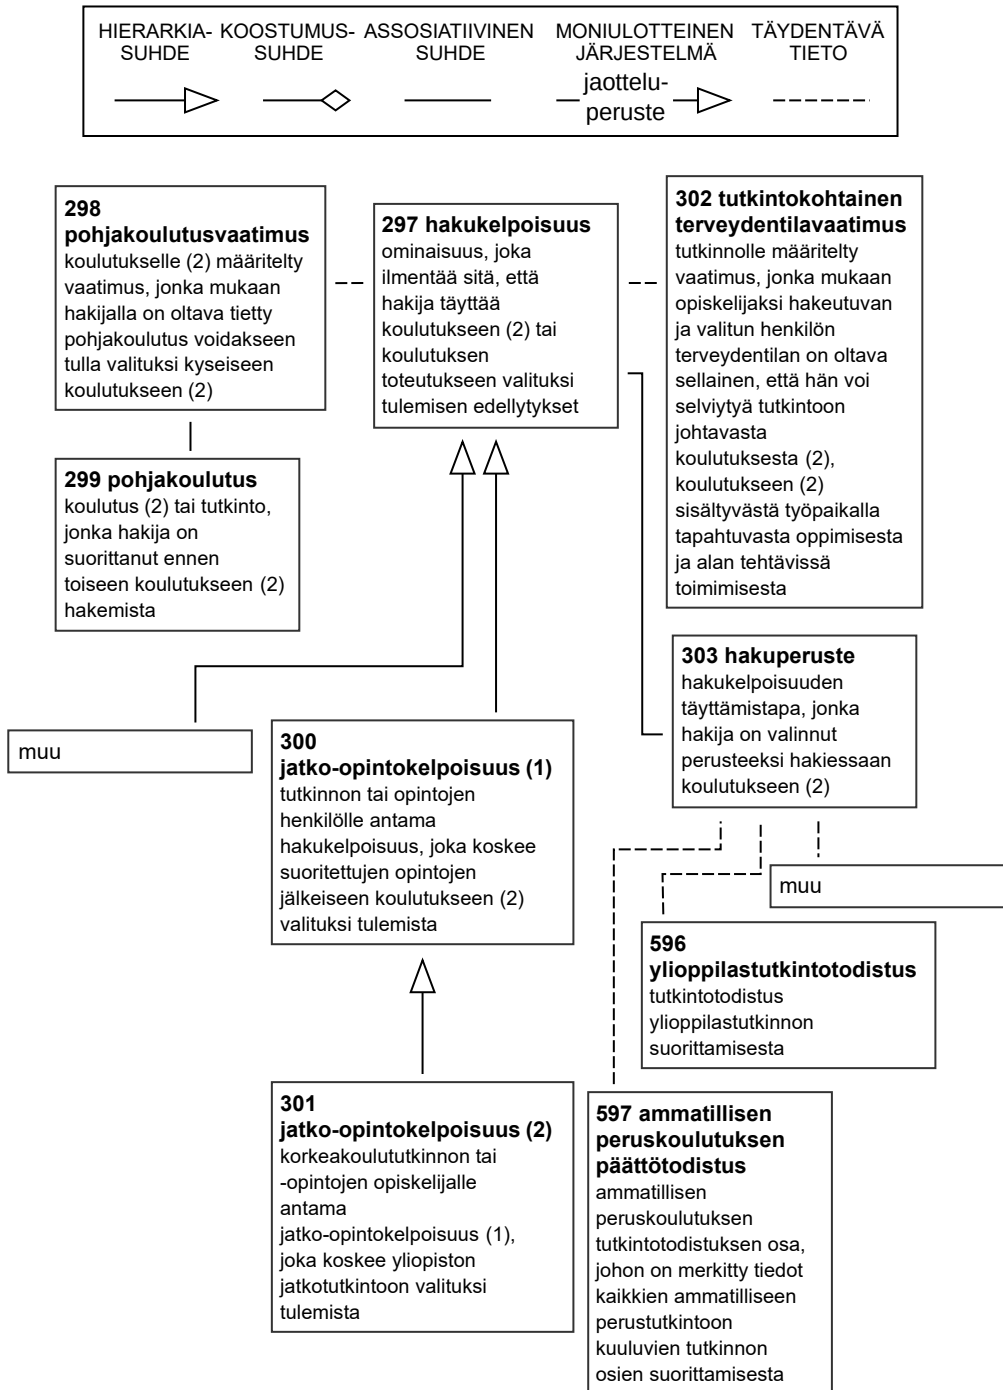 HIERARKIA-
SUHDE
KOOSTUMUS-
SUHDE
ASSOSIATIIVINEN
SUHDE
MONIULOTTEINEN
JÄRJESTELMÄ
jaottelu-
peruste
TÄYDENTÄVÄ
TIETO
298
pohjakoulutusvaatimus
koulutukselle (2) määritelty
vaatimus, jonka mukaan
hakijalla on oltava tietty
pohjakoulutus voidakseen
tulla valituksi kyseiseen
koulutukseen (2)
297 hakukelpoisuus
ominaisuus, joka
ilmentää sitä, että
hakija täyttää
koulutukseen (2) tai
koulutuksen
toteutukseen valituksi
tulemisen edellytykset
302 tutkintokohtainen
terveydentilavaatimus
tutkinnolle määritelty
vaatimus, jonka mukaan
opiskelijaksi hakeutuvan
ja valitun henkilön
terveydentilan on oltava
sellainen, että hän voi
selviytyä tutkintoon
johtavasta
koulutuksesta (2),
koulutukseen (2)
sisältyvästä työpaikalla
tapahtuvasta oppimisesta
ja alan tehtävissä
toimimisesta
299 pohjakoulutus
koulutus (2) tai tutkinto,
jonka hakija on
suorittanut ennen
toiseen koulutukseen (2)
hakemista
303 hakuperuste
hakukelpoisuuden
täyttämistapa, jonka
hakija on valinnut
perusteeksi hakiessaan
koulutukseen (2)
muu
300
jatko-opintokelpoisuus (1)
tutkinnon tai opintojen
henkilölle antama
hakukelpoisuus, joka koskee
suoritettujen opintojen
jälkeiseen koulutukseen (2)
valituksi tulemista
muu
596
ylioppilastutkintotodistus
tutkintotodistus
ylioppilastutkinnon
suorittamisesta
301
jatko-opintokelpoisuus (2)
korkeakoulututkinnon tai
-opintojen opiskelijalle
antama
jatko-opintokelpoisuus (1),
joka koskee yliopiston
jatkotutkintoon valituksi
tulemista
597 ammatillisen
peruskoulutuksen
päättötodistus
ammatillisen
peruskoulutuksen
tutkintotodistuksen osa,
johon on merkitty tiedot
kaikkien ammatilliseen
perustutkintoon
kuuluvien tutkinnon
osien suorittamisesta